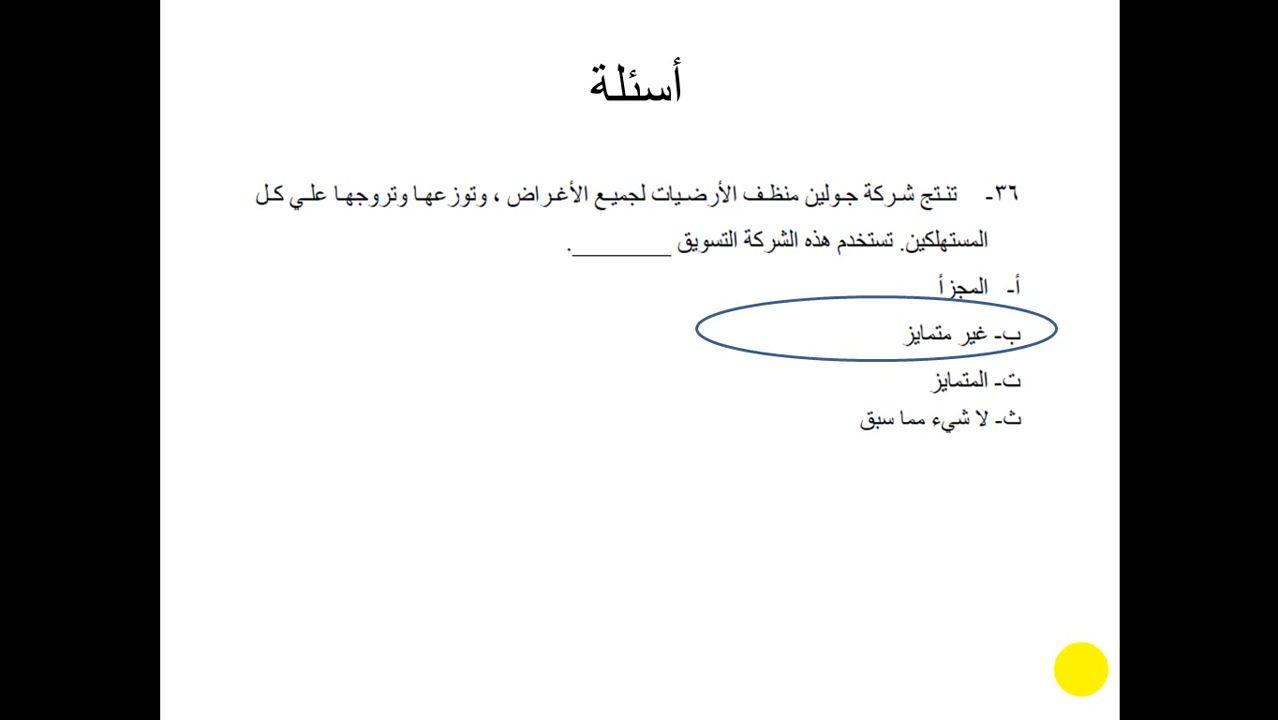 أسئلة
٣٦- تنتج شركة جولين منظف الأرضيات لجميع الأغراض ، وتوزعها وتروجها علي كل
المستهلكين. تستخدم هذه الشركة التسويق ________.
أ- المجزأ
ب- غير متمايز
ت- المتمايز
ث- لا شيء مما سبق